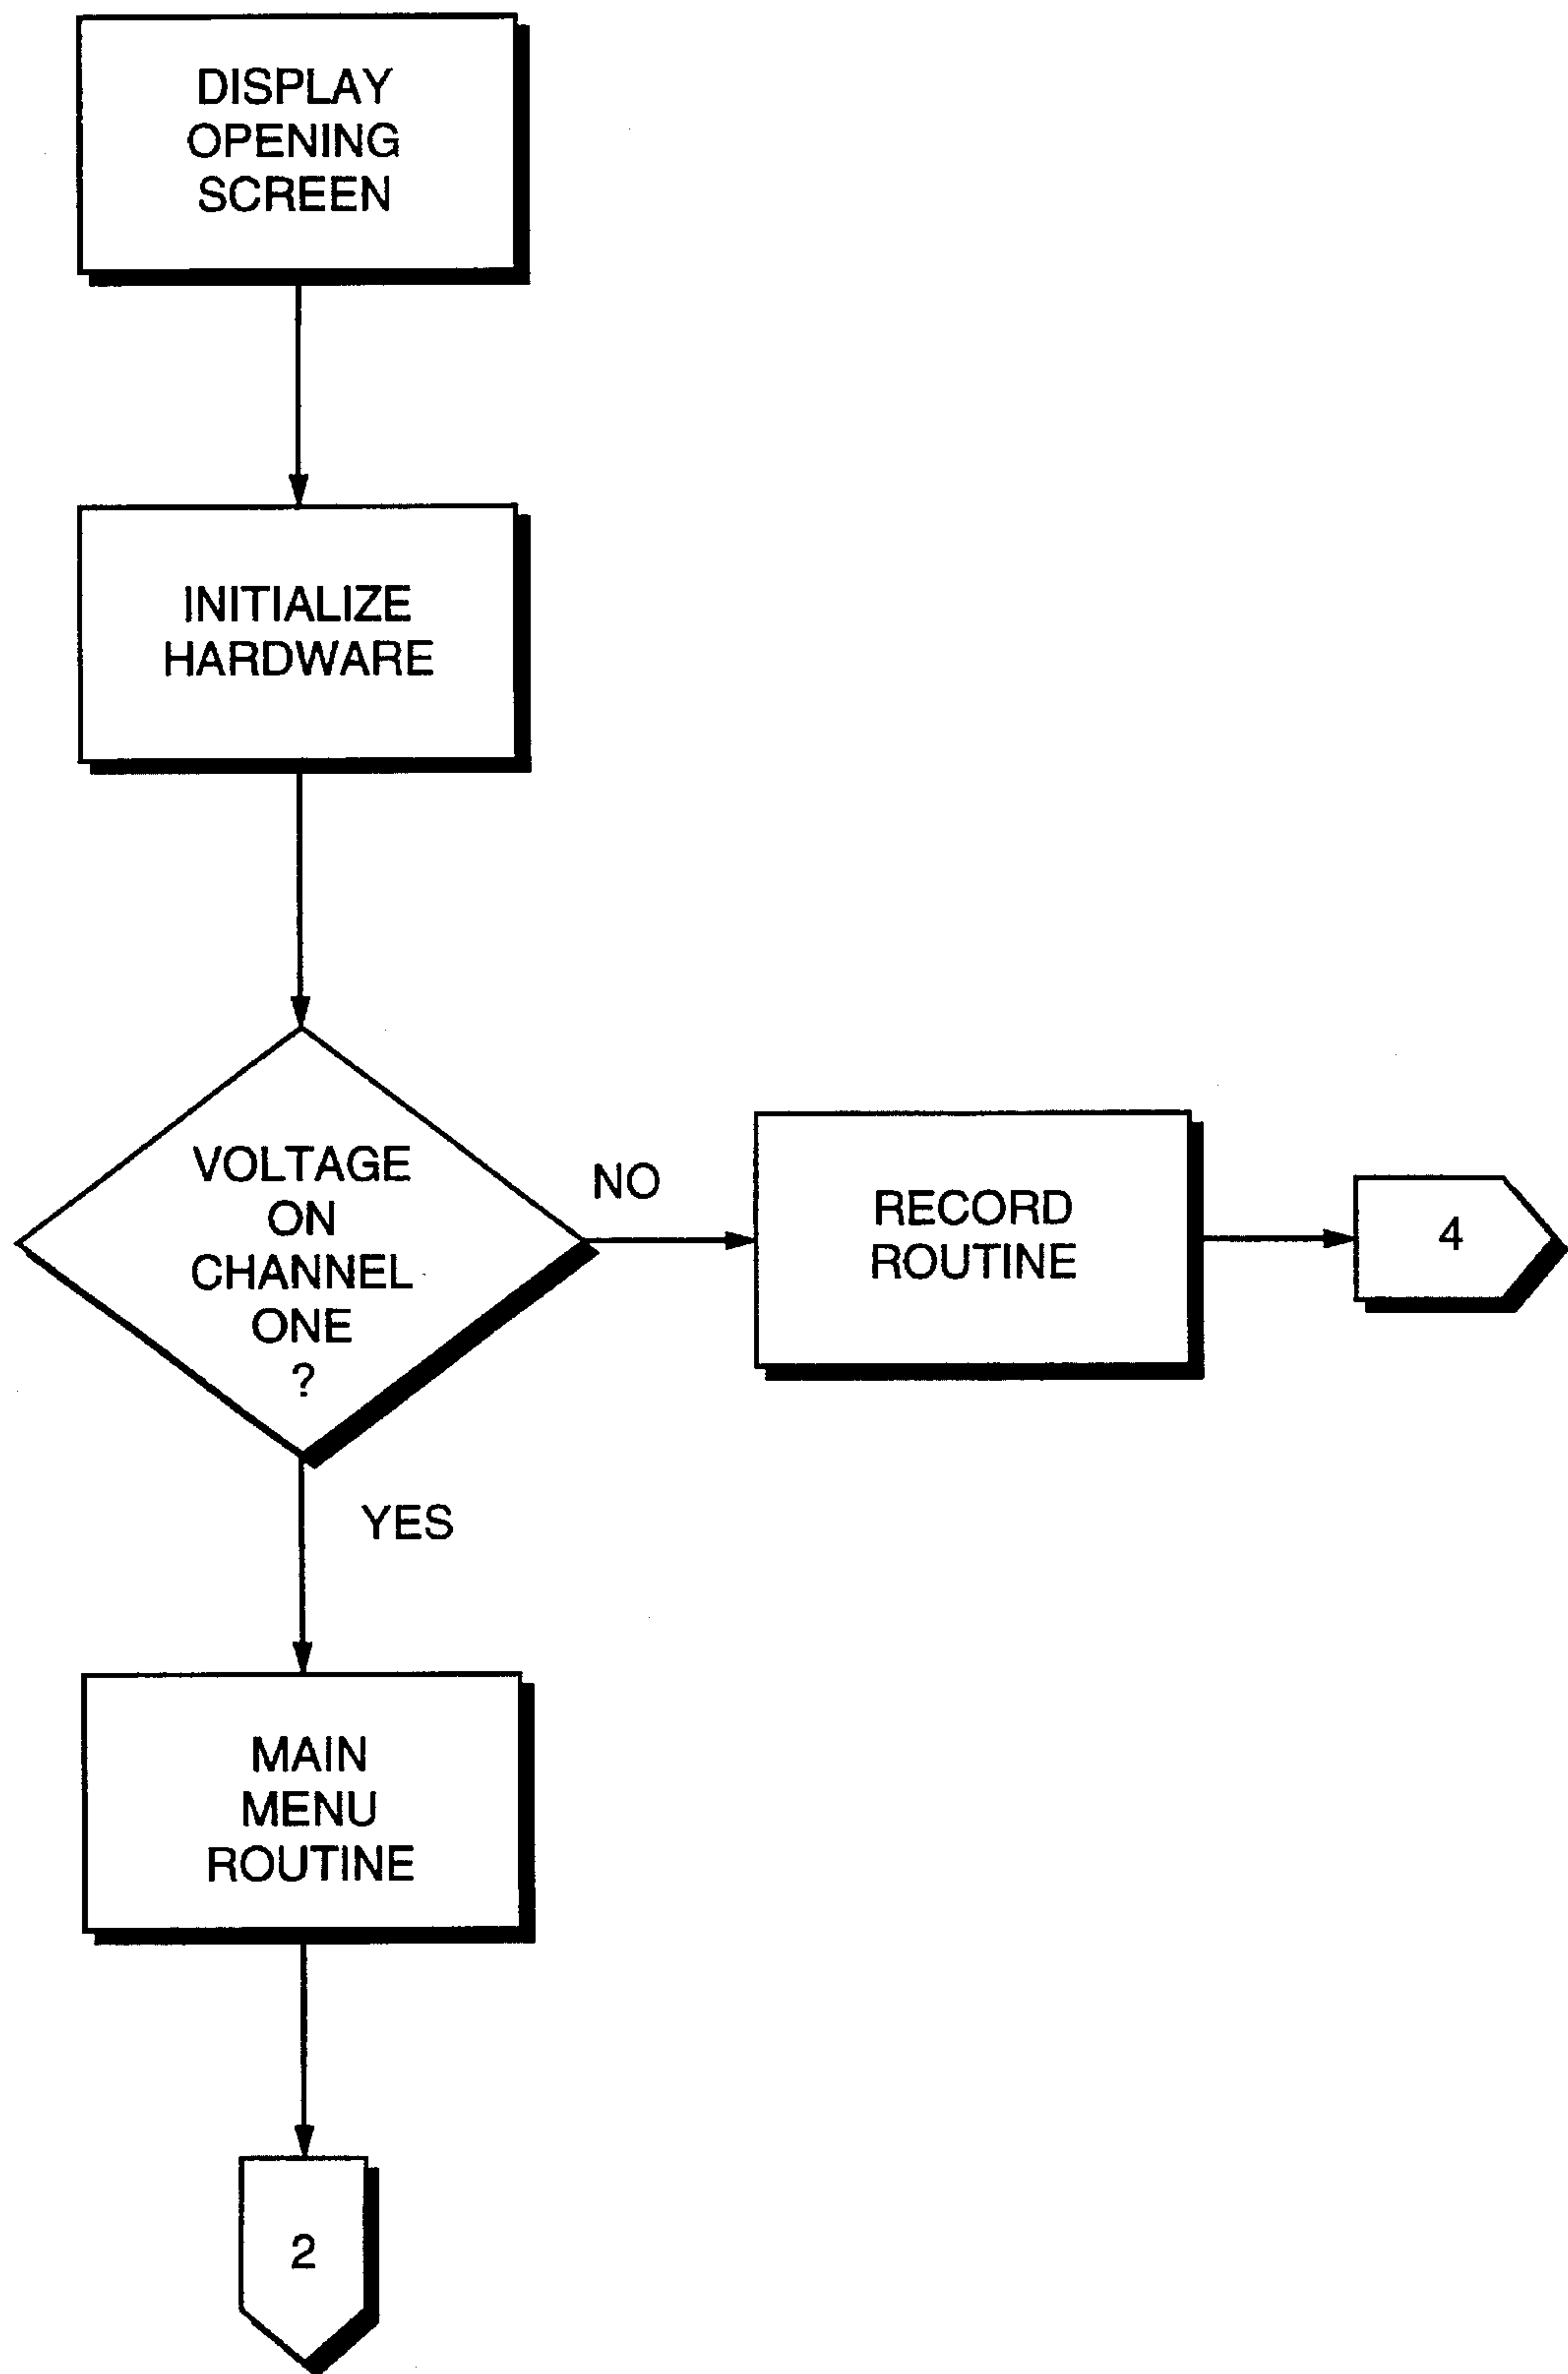 DISPLAY
OPENING
SCREEN
INITIALIZE
HARDWARE
VOLTAGE
ON
CHANNEL
ONE
?
NO
RECORD
ROUTINE
4
YES
MAIN
MENU
ROUTINE
2